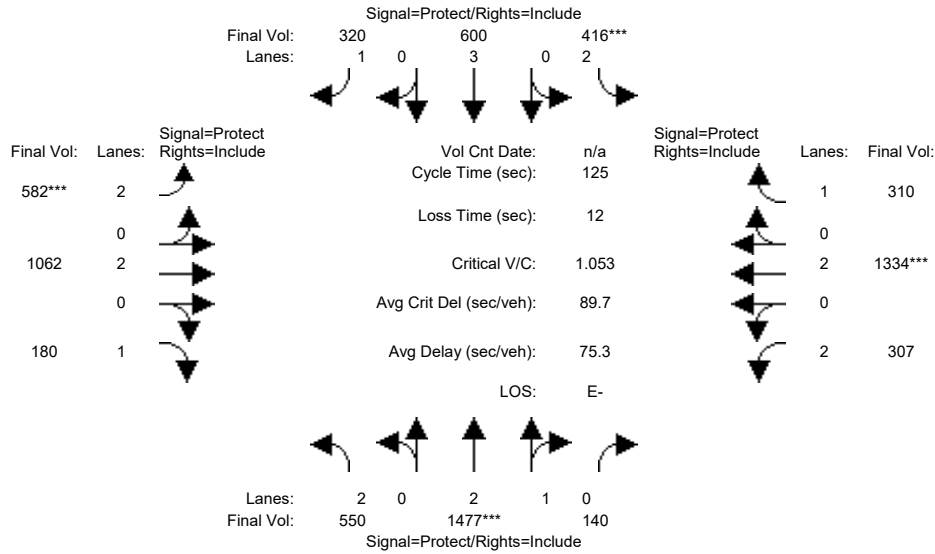 Signal=Protect/Rights=Include
Final Vol: 320 600 416***
Lanes: 1 0 3 0 2
Signal=Protect Signal=Protect
Final Vol: Lanes: Rights=Include Vol Cnt Date: n/a Rights=Include Lanes: Final Vol:
Cycle Time (sec): 125
582*** 2 1 310
Loss Time (sec): 12
0 0
1062 2 Critical V/C: 1.053 2 1334***
0 Avg Crit Del (sec/veh): 89.7 0
180 1 Avg Delay (sec/veh): 75.3 2 307
LOS: E-
Lanes: 2 0 2 1 0
Final Vol: 550 1477*** 140
Signal=Protect/Rights=Include